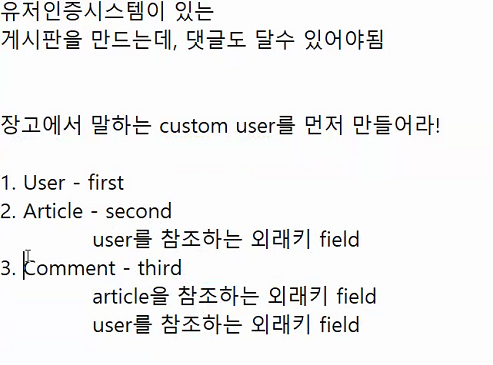 유저인증시스템이 있는
게시판을 만드는데, 댓글도 달수 있어야됨
장고에서 말하는 custom user를 먼저 만들어라!
1. User - first
2. Article - second
user를 참조하는 외래키 field
3. Comment - third
article을 참조하는 외래키 field
user를 참조하는 외래키 field